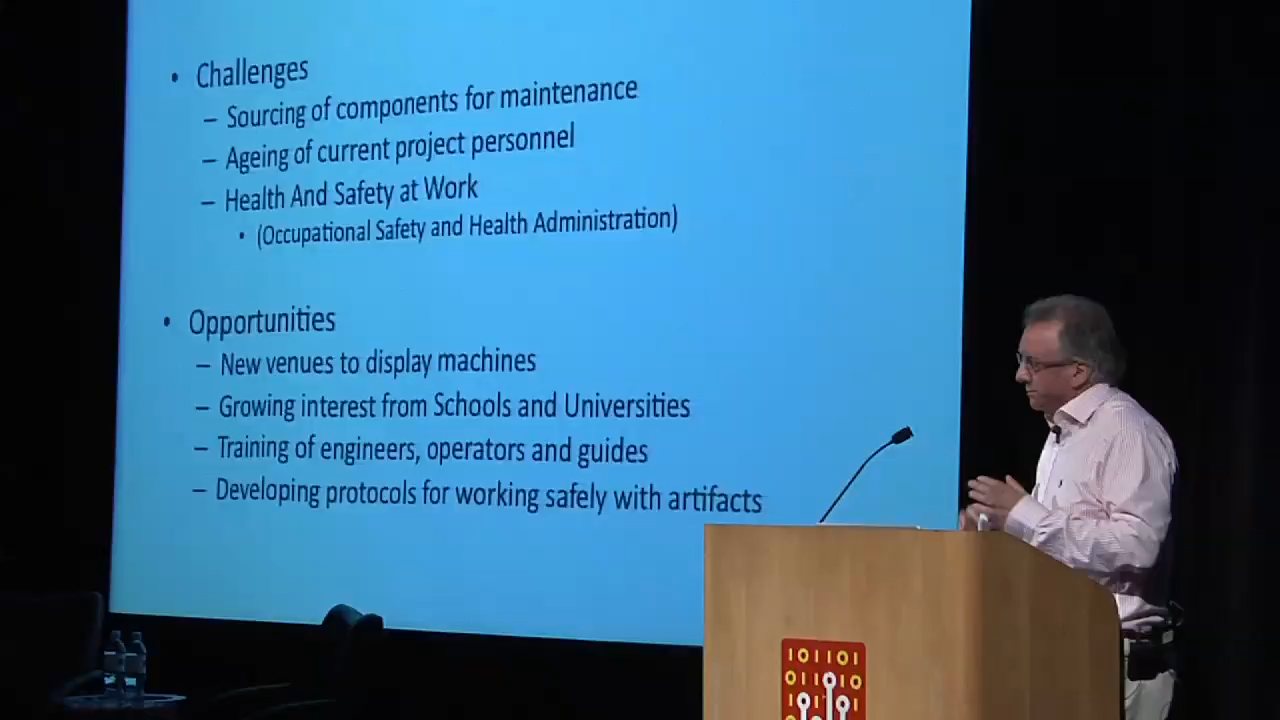 • Challenges
– Sourcing of components for maintenance
– Ageing of current project personnel
– Health And Safety at Work
• (Occupational Safety and Health Administration)
• Opportunities
– New venues to display machines
– Growing interest from Schools and Universities
– Training of engineers, operators and guides
– Developing protocols for working safely with artifacts
101101
011010